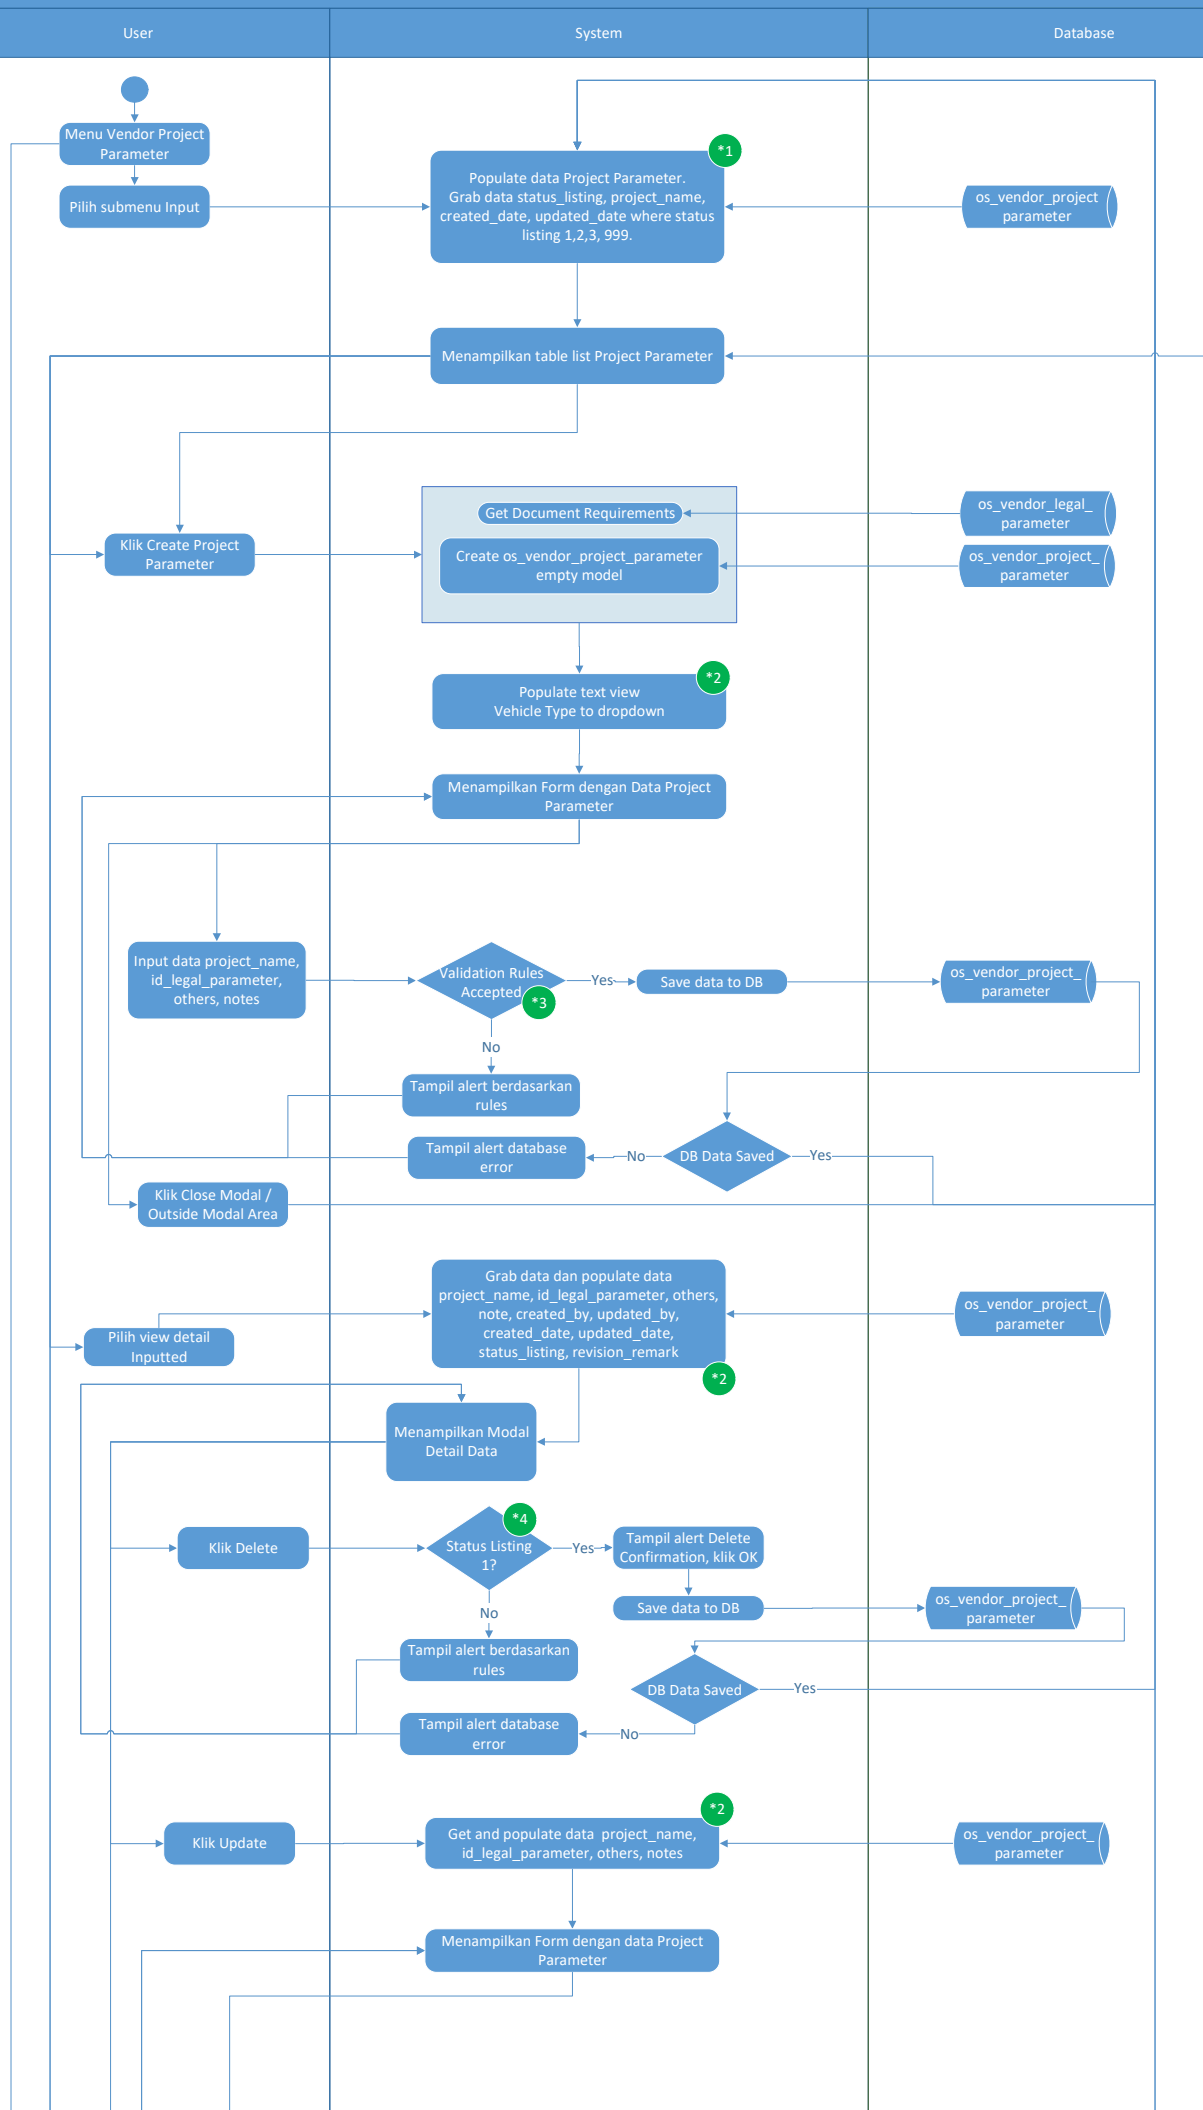 User
System
Database
Menu Vendor Project
Parameter
Pilih submenu Input
*1
Populate data Project Parameter.
Grab data status_listing, project_name,
created_date, updated_date where status
listing 1,2,3, 999.
os_vendor_project
parameter
Menampilkan table list Project Parameter
Klik Create Project
Parameter
Get Document Requirements
Create os_vendor_project_parameter
empty model
os_vendor_legal_
parameter
os_vendor_project_
parameter
*2
Populate text view
Vehicle Type to dropdown
Menampilkan Form dengan Data Project
Parameter
Input data project_name,
id_legal_parameter,
others, notes
Validation Rules
Accepted
*3
Yes
Save data to DB
os_vendor_project_
parameter
No
Tampil alert berdasarkan
rules
Tampil alert database
error
No
DB Data Saved
Yes
Klik Close Modal /
Outside Modal Area
Grab data dan populate data
project_name, id_legal_parameter, others,
note, created_by, updated_by,
created_date, updated_date,
status_listing, revision_remark
*2
os_vendor_project_
parameter
Pilih view detail
Inputted
Menampilkan Modal
Detail Data
Klik Delete
*4
Status Listing
1?
Yes
Tampil alert Delete
Confirmation, klik OK
Save data to DB
os_vendor_project_
parameter
No
Tampil alert berdasarkan
rules
DB Data Saved
Yes
Tampil alert database
error
No
*2
Klik Update
Get and populate data  project_name,
id_legal_parameter, others, notes
os_vendor_project_
parameter
Menampilkan Form dengan data Project
Parameter